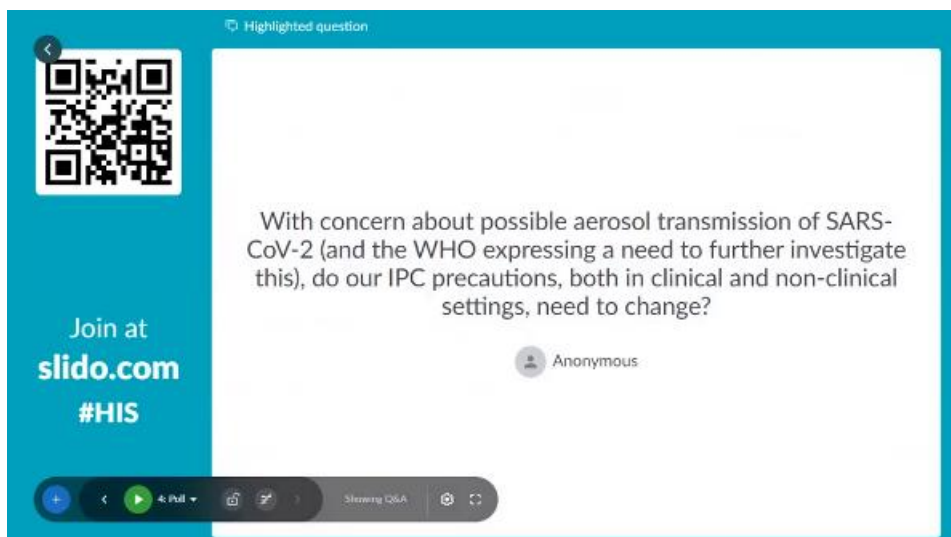 Highlighted question
With concern about possible aerosol transmission of SARS-
CoV-2 (and the WHO expressing a need to further investigate
this), do our IPC precautions, both in clinical and non-clinical
settings, need to change?
Anonymous
Join at
slido.com
#HIS
4: Poll
Showing Q&A